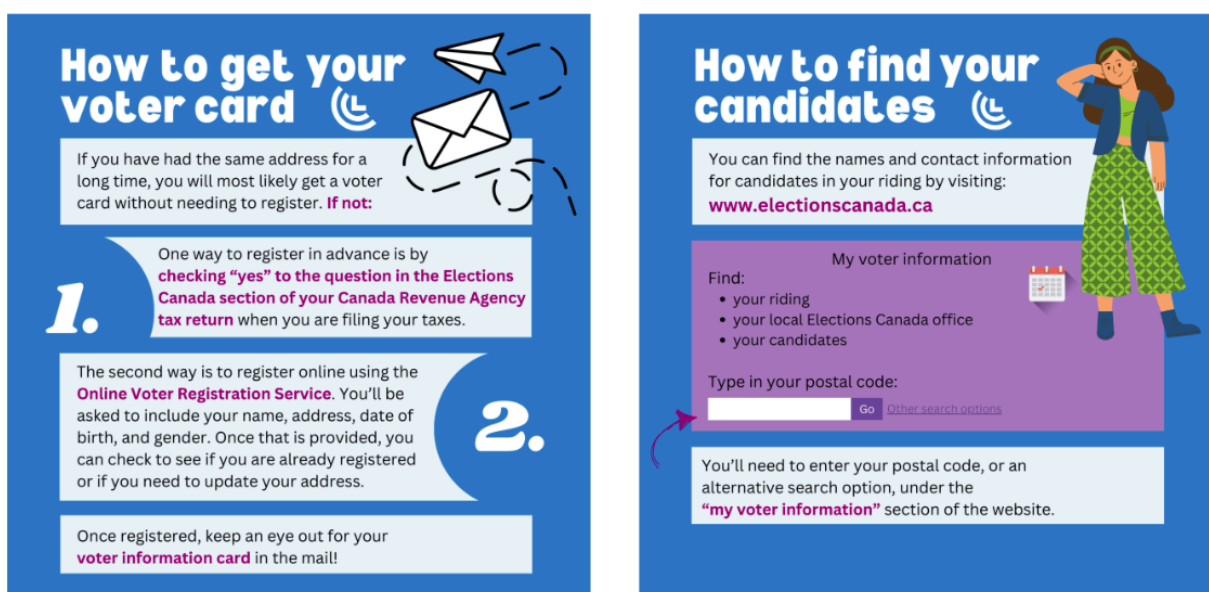 How to get your
voter card
If you have had the same address for a
long time, you will most likely get a voter
card without needing to register. If not:
1.
One way to register in advance is by
checking “yes” to the question in the Elections
Canada section of your Canada Revenue Agency
tax return when you are filing your taxes.
The second way is to register online using the
Online Voter Registration Service. You’ll be
asked to include your name, address, date of
birth, and gender. Once that is provided, you
can check to see if you are already registered
or if you need to update your address.
2.
Once registered, keep an eye out for your
voter information card in the mail!
How to find your
candidates
You can find the names and contact information
for candidates in your riding by visiting:
www.electionscanada.ca
My voter information
Find:
• your riding
• your local Elections Canada office
• your candidates
Type in your postal code:
Go Other search options
You’ll need to enter your postal code, or an
alternative search option, under the
“my voter information” section of the website.